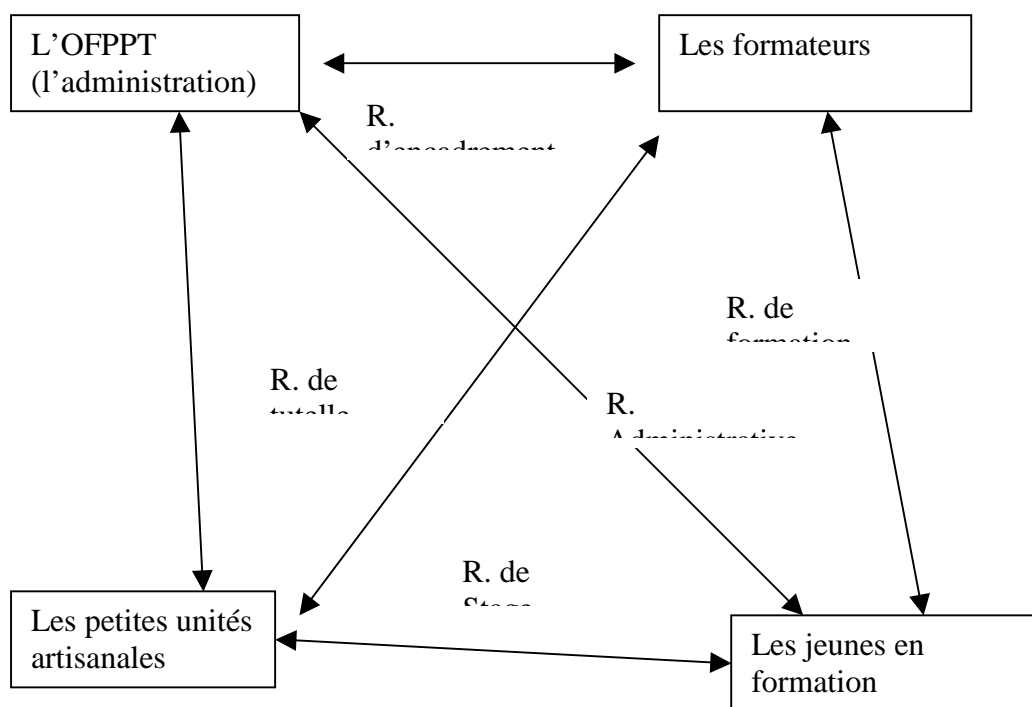 L’OFPPT
(l’administration)
Les formateurs
R.
d’encadrement
R. de
formation
R. de
tutelle
R.
Administrative
R. de
Stage
Les petites unités
artisanales
Les jeunes en
formation